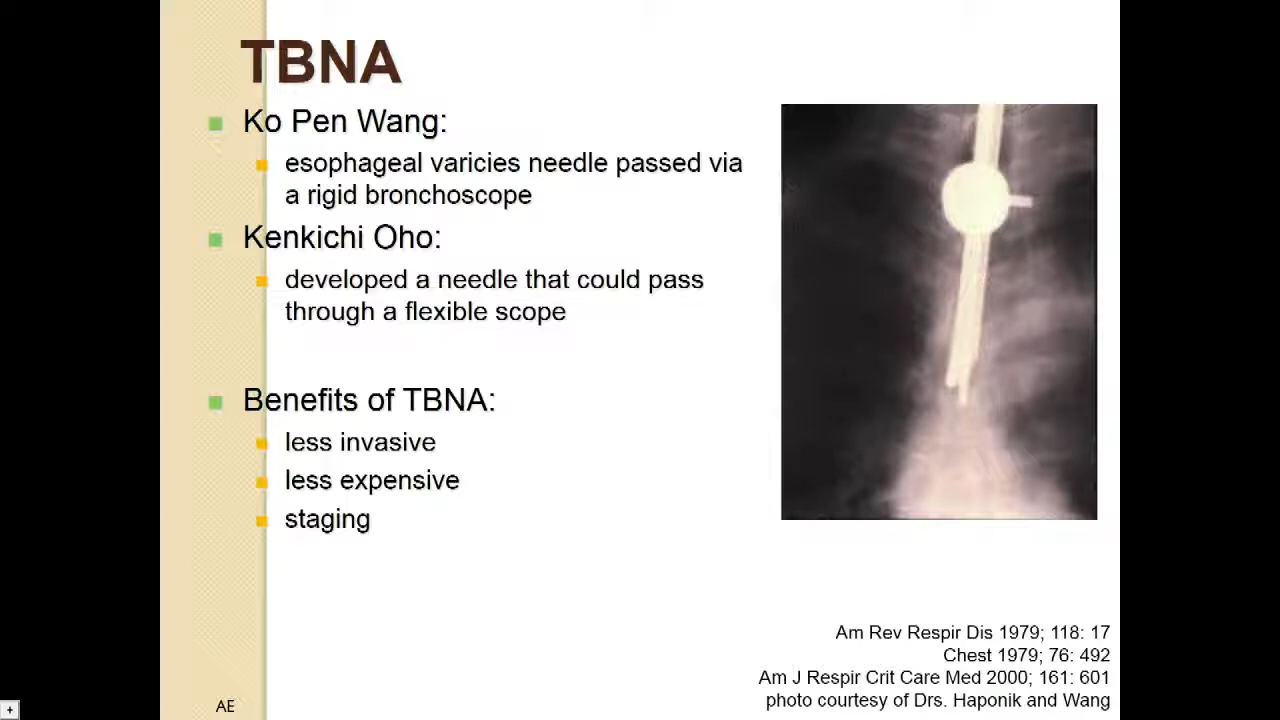 TBNA
Ko Pen Wang:
esophageal varicies needle passed via
a rigid bronchoscope
Kenkichi Oho:
developed a needle that could pass
through a flexible scope
Benefits of TBNA:
less invasive
less expensive
staging
Am Rev Respir Dis 1979; 118: 17
Chest 1979; 76: 492
Am J Respir Crit Care Med 2000; 161: 601
photo courtesy of Drs. Haponik and Wang
AE
+